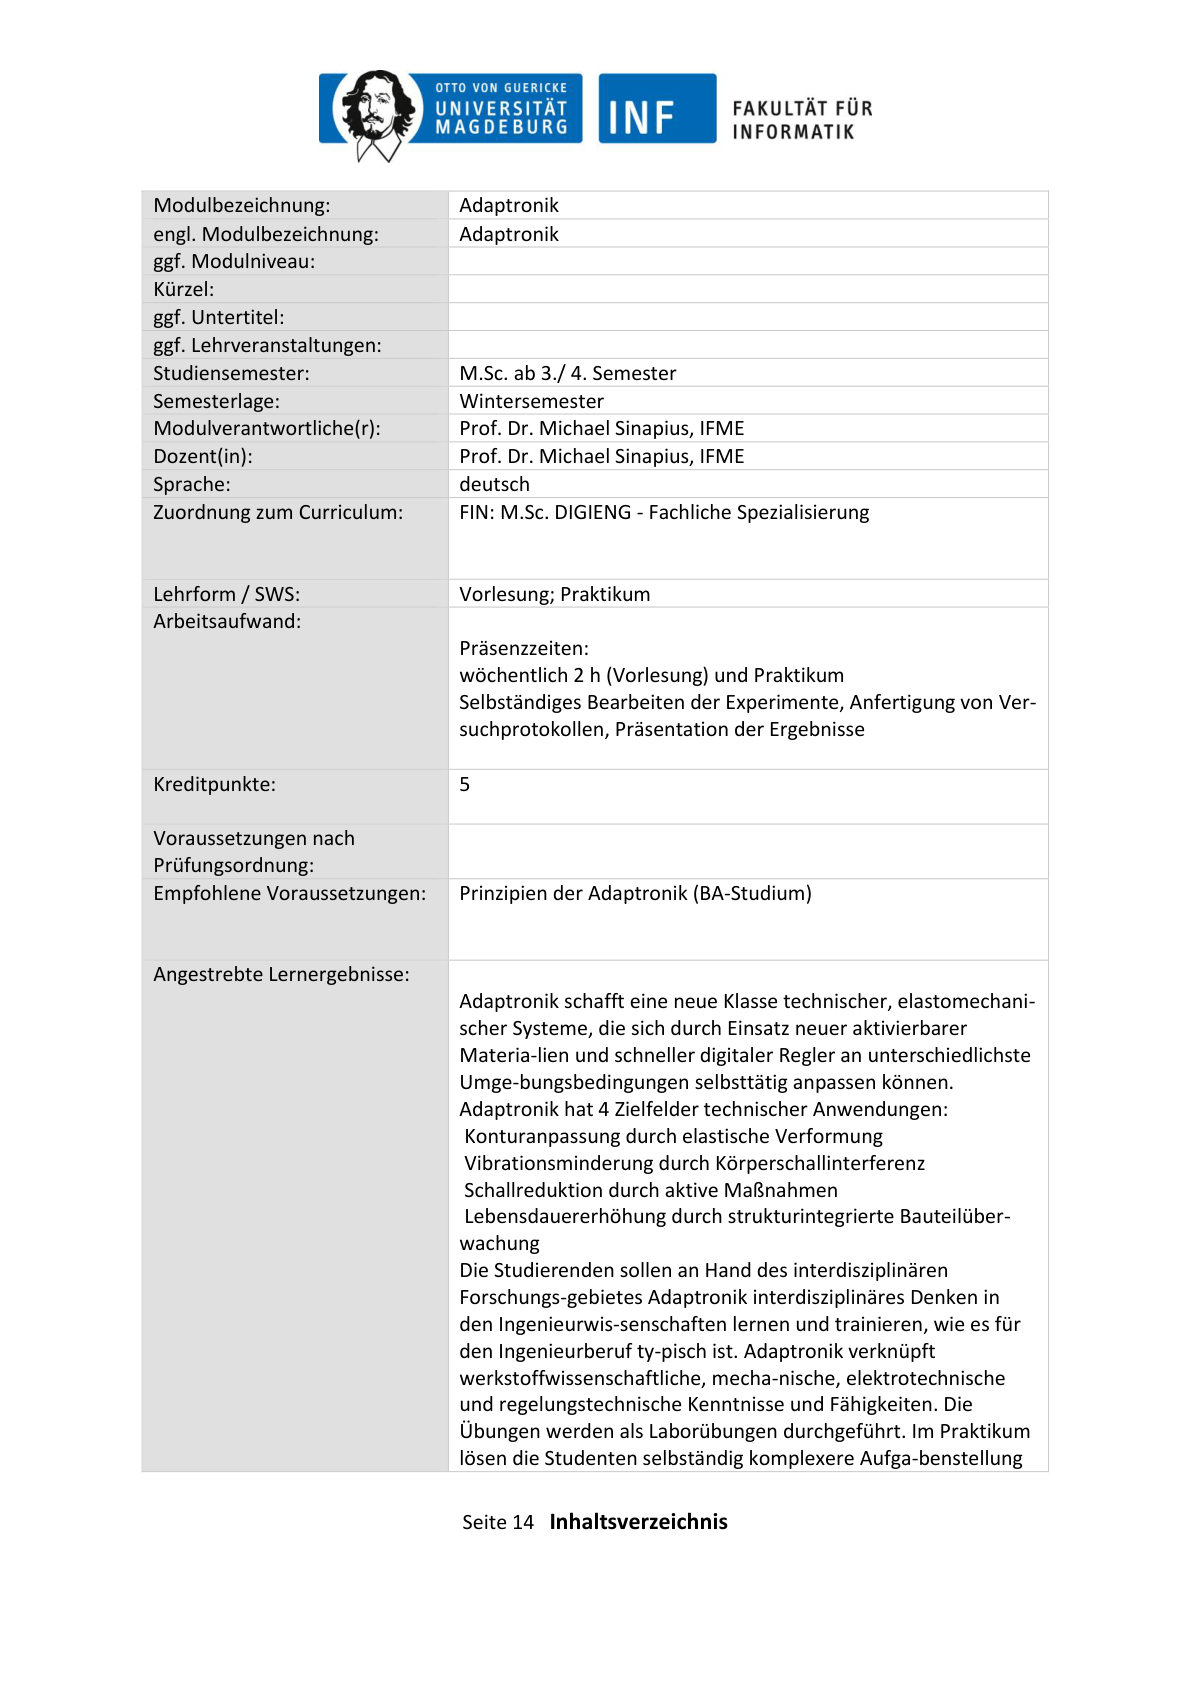 OTTO VON GUERICKE
UNIVERSITÄT
MAGDEBURG
INF
FAKULTÄT FÜR
INFORMATIK
Modulbezeichnung: Adaptronik
engl. Modulbezeichnung: Adaptronik
ggf. Modulniveau:
Kürzel:
ggf. Untertitel:
ggf. Lehrveranstaltungen:
Studiensemester: M.Sc. ab 3./ 4. Semester
Semesterlage: Wintersemester
Modulverantwortliche(r): Prof. Dr. Michael Sinapius, IFME
Dozent(in): Prof. Dr. Michael Sinapius, IFME
Sprache: deutsch
Zuordnung zum Curriculum: FIN: M.Sc. DIGIENG - Fachliche Spezialisierung
Lehrform / SWS: Vorlesung; Praktikum
Arbeitsaufwand:
Präsenzzeiten:
wöchentlich 2 h (Vorlesung) und Praktikum
Selbständiges Bearbeiten der Experimente, Anfertigung von Ver-
suchprotokollen, Präsentation der Ergebnisse
Kreditpunkte: 5
Voraussetzungen nach
Prüfungsordnung:
Empfohlene Voraussetzungen: Prinzipien der Adaptronik (BA-Studium)
Angestrebte Lernergebnisse:
Adaptronik schafft eine neue Klasse technischer, elastomechani-
scher Systeme, die sich durch Einsatz neuer aktivierbarer
Materia-lien und schneller digitaler Regler an unterschiedlichste
Umge-bungsbedingungen selbsttätig anpassen können.
Adaptronik hat 4 Zielfelder technischer Anwendungen:
Konturanpassung durch elastische Verformung
Vibrationsminderung durch Körperschallinterferenz
Schallreduktion durch aktive Maßnahmen
Lebensdauererhöhung durch strukturintegrierte Bauteilüber-
wachung
Die Studierenden sollen an Hand des interdisziplinären
Forschungs-gebietes Adaptronik interdisziplinäres Denken in
den Ingenieurwis-senschaften lernen und trainieren, wie es für
den Ingenieurberuf ty-pisch ist. Adaptronik verknüpft
werkstoffwissenschaftliche, mecha-nische, elektrotechnische
und regelungstechnische Kenntnisse und Fähigkeiten. Die
Übungen werden als Laborübungen durchgeführt. Im Praktikum
lösen die Studenten selbständig komplexere Aufga-benstellung
Seite 14 Inhaltsverzeichnis